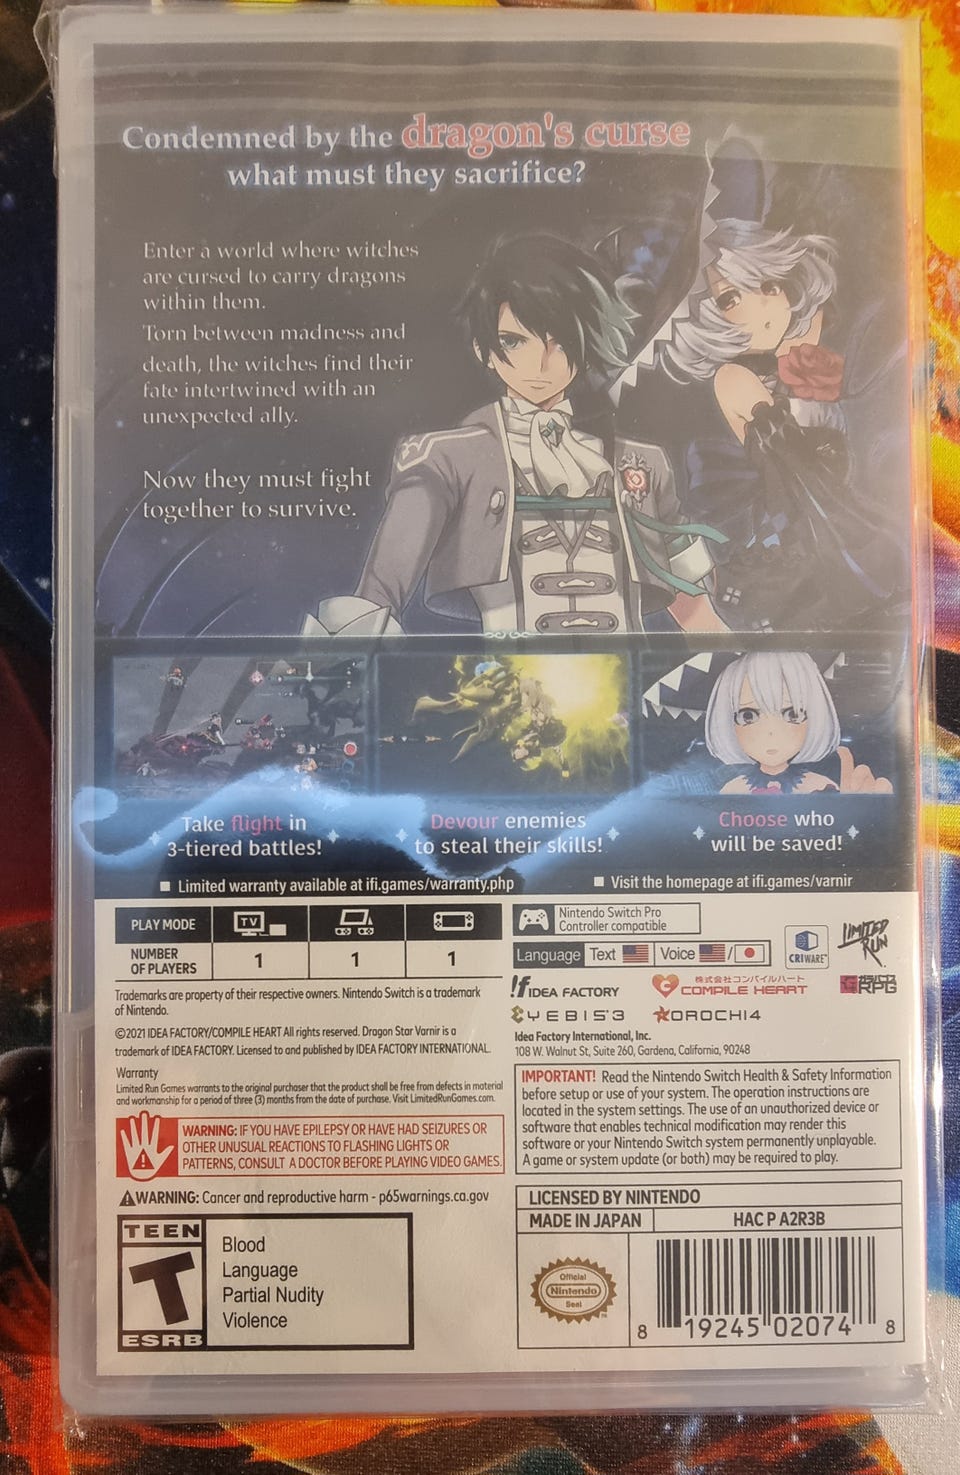 Condemned by the dragon's curse
what must they sacrifice?
Enter a world where witches
are cursed to carry dragons
within them.
Torn between madness and
death, the witches find their
fate intertwined with an
unexpected ally.
Now they must fight
together to survive.
Take flight in
3-tiered battles!
Devour enemies
to steal their skills!
Choose who
will be saved!
■ Limited warranty available at ifi.games/warranty.php
■ Visit the homepage at ifi.games/varnir
PLAY MODE
TV
NUMBER
OF PLAYERS
1
1
1
Nintendo Switch Pro
Controller compatible
Language Text Voice /
CRIWARE™
LIMITED
RUN
IDEA FACTORY
株式会社コンパイルハート
COMPILE HEART
RPG
YEBIS 3
OROCHI4
Trademarks are property of their respective owners. Nintendo Switch is a trademark
of Nintendo.
©2021 IDEA FACTORY/COMPILE HEART All rights reserved. Dragon Star Varnir is a
trademark of IDEA FACTORY. Licensed to and published by IDEA FACTORY INTERNATIONAL.
Warranty
Limited Run Games warrants to the original purchaser that the product shall be free from defects in material
and workmanship for a period of three (3) months from the date of purchase. Visit LimitedRunGames.com.
Idea Factory International, Inc.
108 W. Walnut St, Suite 260, Gardena, California, 90248
WARNING: IF YOU HAVE EPILEPSY OR HAVE HAD SEIZURES OR
OTHER UNUSUAL REACTIONS TO FLASHING LIGHTS OR
PATTERNS, CONSULT A DOCTOR BEFORE PLAYING VIDEO GAMES.
IMPORTANT! Read the Nintendo Switch Health & Safety Information
before setup or use of your system. The operation instructions are
located in the system settings. The use of an unauthorized device or
software that enables technical modification may render this
software or your Nintendo Switch system permanently unplayable.
A game or system update (or both) may be required to play.
⚠WARNING: Cancer and reproductive harm - p65warnings.ca.gov
TEEN
T
ESRB
Blood
Language
Partial Nudity
Violence
LICENSED BY NINTENDO
MADE IN JAPAN
HAC P A2R3B
Official
Nintendo
Seal
8 19245 02074 8